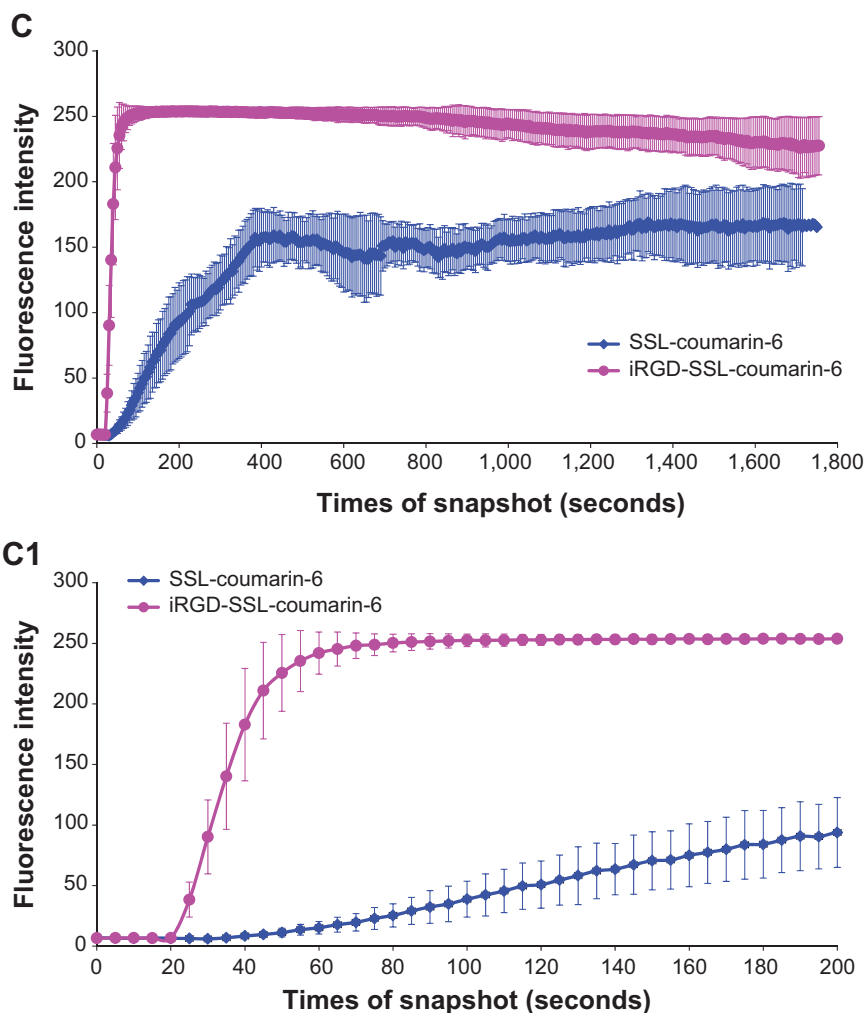 C
300
250
200
150
100
50
0
Fluorescence intensity
SSL-coumarin-6
iRGD-SSL-coumarin-6
0 200 400 600 800 1,000 1,200 1,400 1,600 1,800
Times of snapshot (seconds)
C1
SSL-coumarin-6
iRGD-SSL-coumarin-6
300
250
200
150
100
50
0
Fluorescence intensity
0 20 40 60 80 100 120 140 160 180 200
Times of snapshot (seconds)